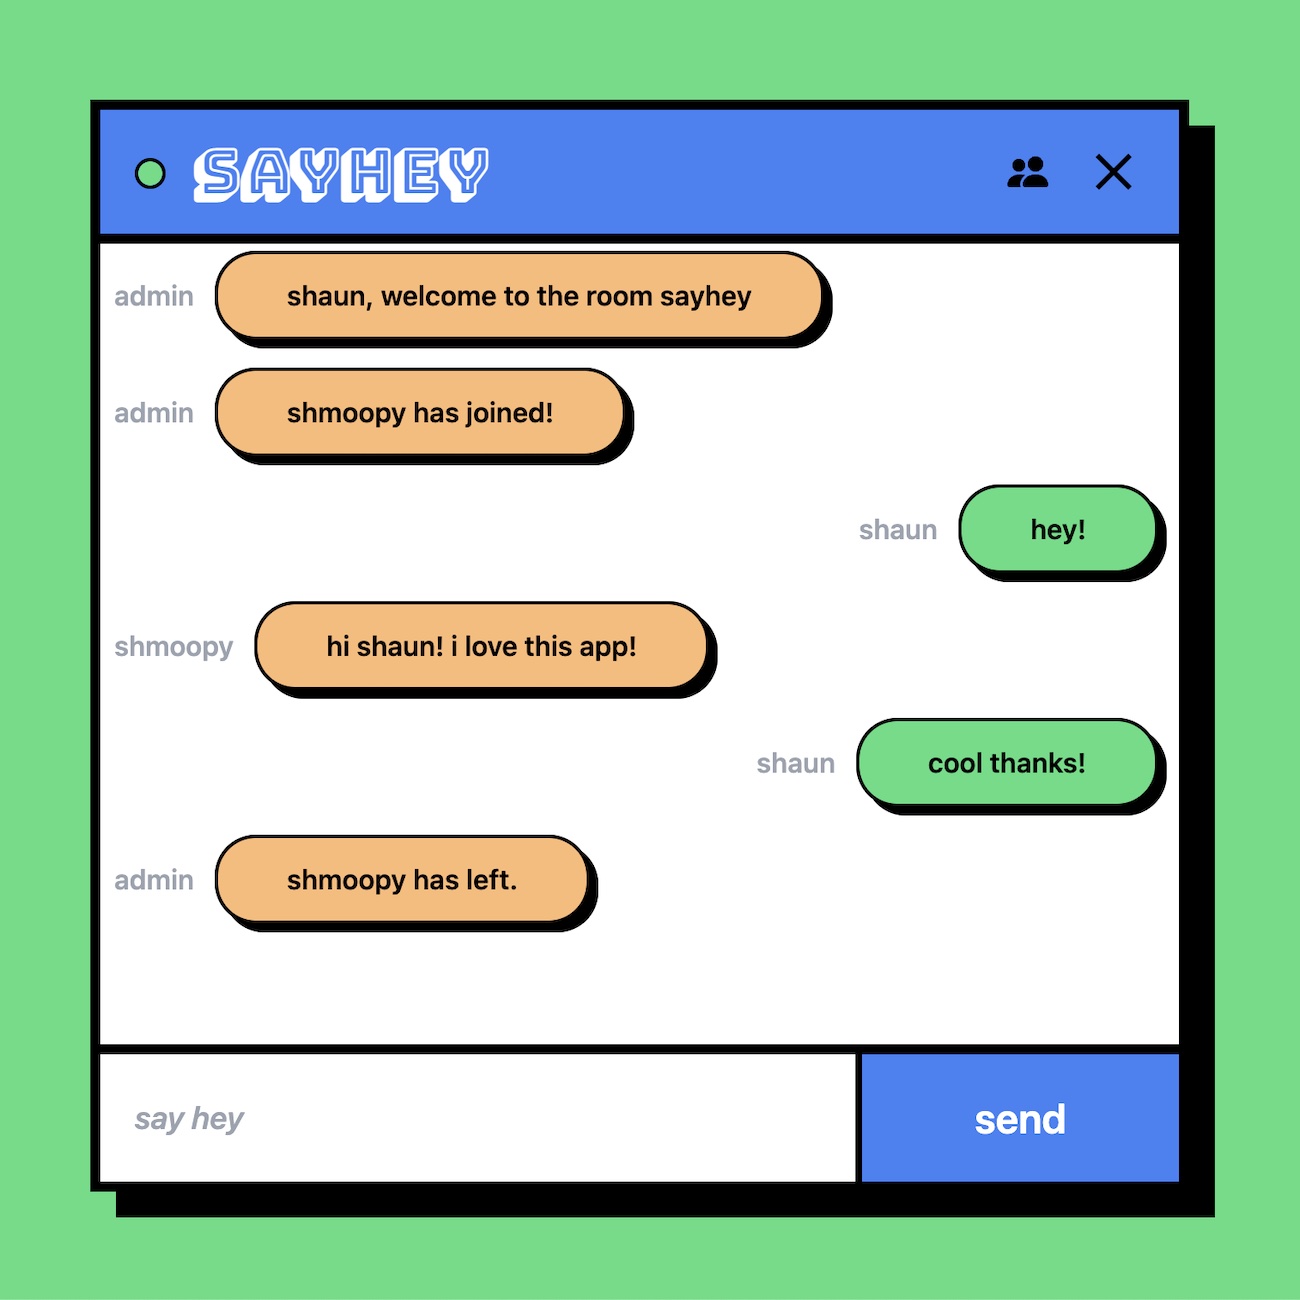 SAYHEY
admin shaun, welcome to the room sayhey
admin shmoopy has joined!
shaun hey!
shmoopy hi shaun! i love this app!
shaun cool thanks!
admin shmoopy has left.
say hey send